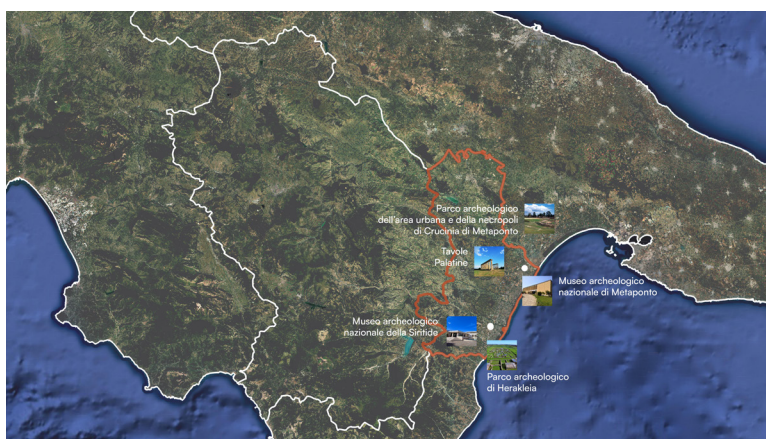 Parco archeologico
dell'area urbana e della necropoli
di Crucinia di Metaponto
Tavole
Palatine
Museo archeologico
nazionale di Metaponto
Museo archeologico
nazionale della Siritide
Parco archeologico
di Herakleia